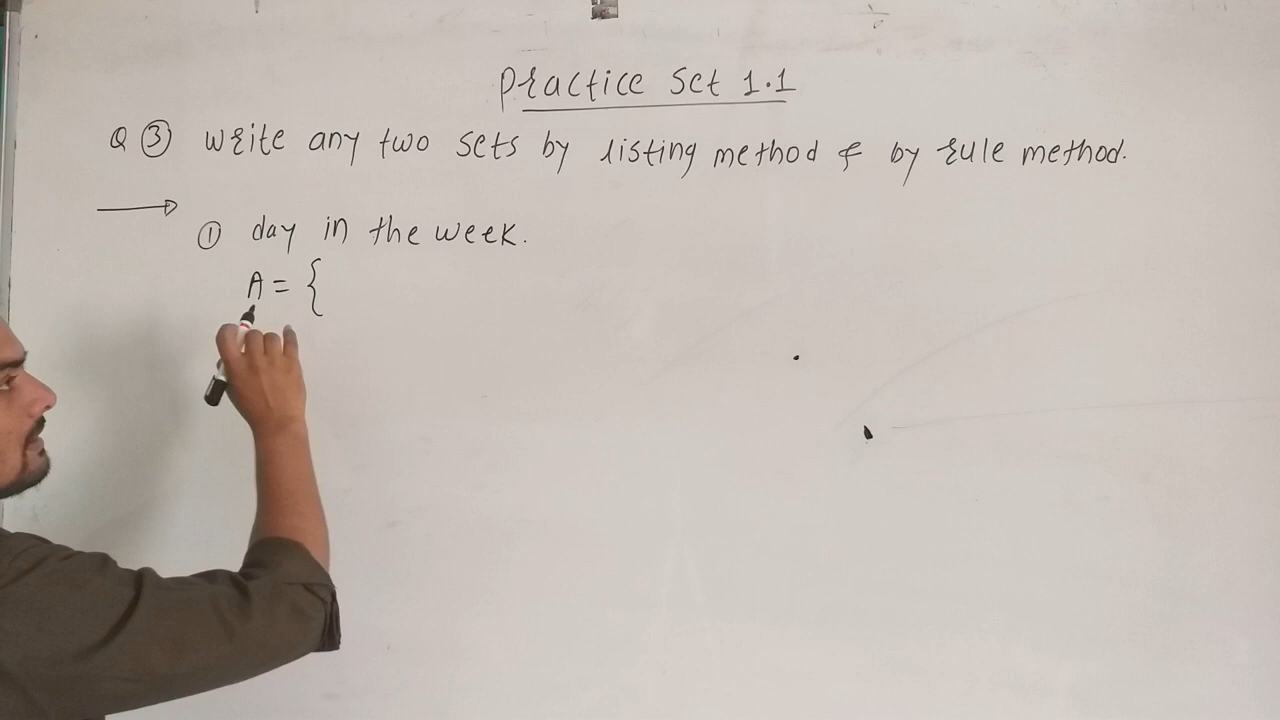 Practice Set 1.1
Q ③ Write any two sets by listing method & by rule method.
① day in the week.
A = {